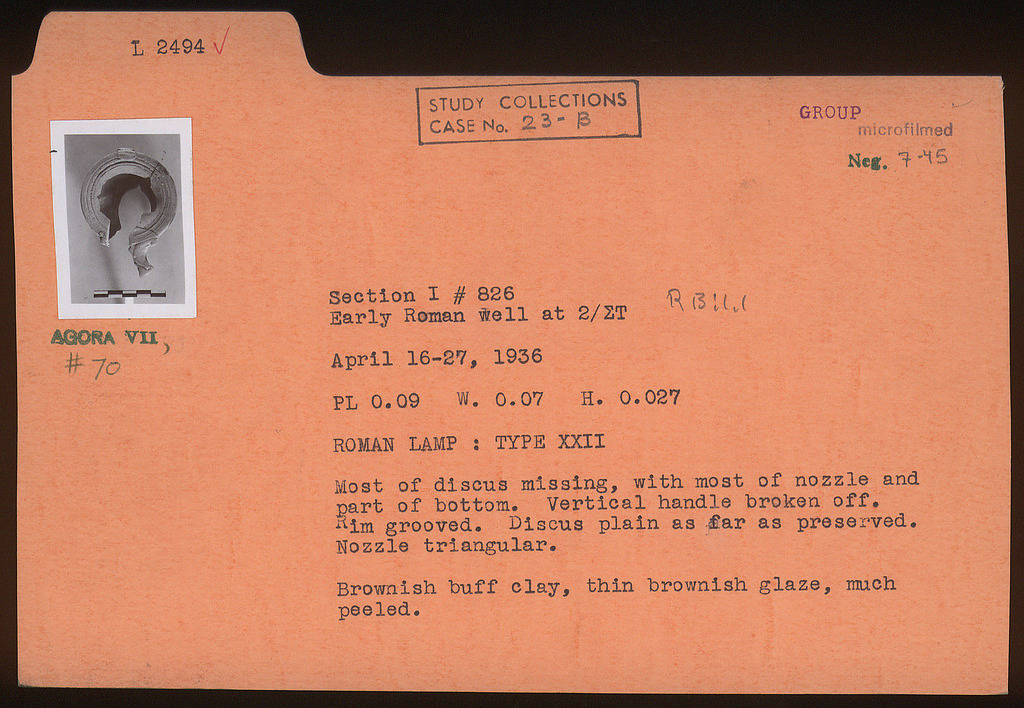 L 2494 ✓
STUDY COLLECTIONS
CASE No. 23-B
GROUP
microfilmed
Neg. 7-45
AGORA VII,
# 70
Section I # 826
Early Roman well at 2/ΣΤ
April 16-27, 1936
PL 0.09 W. 0.07 H. 0.027
ROMAN LAMP : TYPE XXII
Most of discus missing, with most of nozzle and
part of bottom. Vertical handle broken off.
Rim grooved. Discus plain as far as preserved.
Nozzle triangular.
Brownish buff clay, thin brownish glaze, much
peeled.